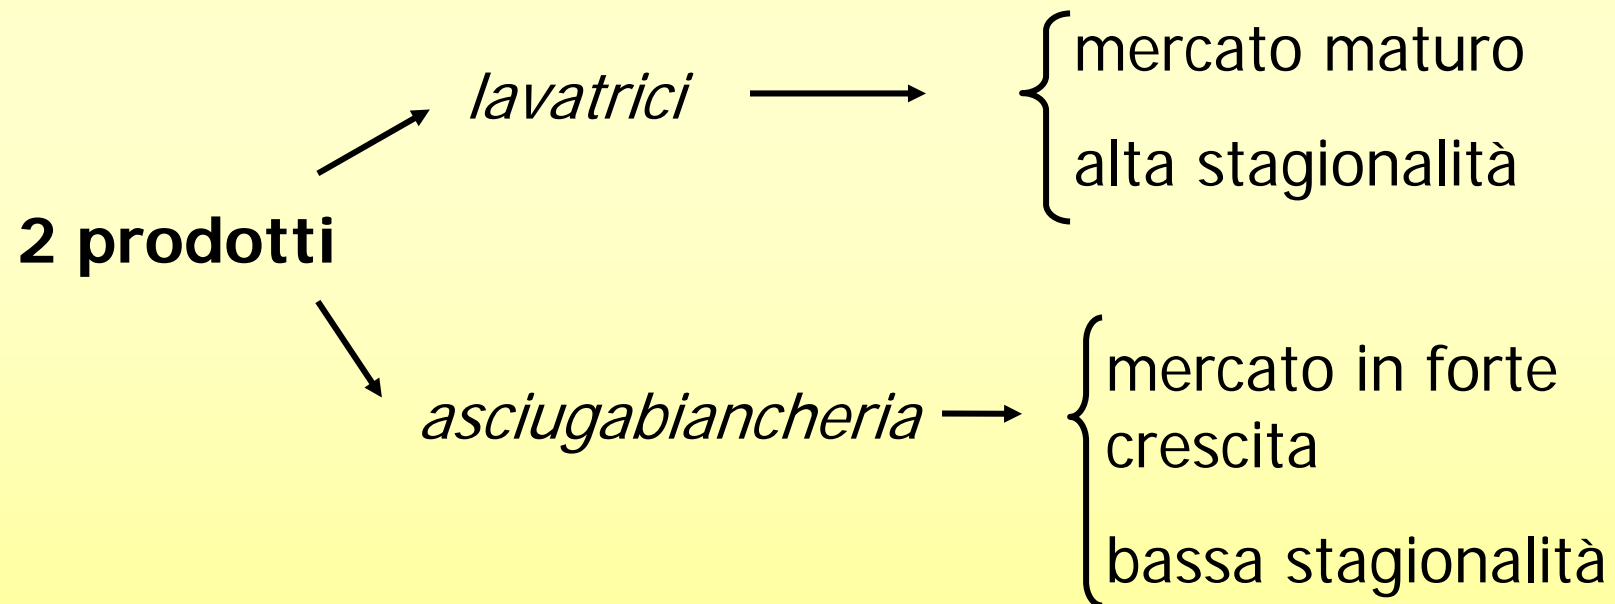 mercato maturo
lavatrici
alta stagionalità
2 prodotti
mercato in forte
crescita
asciugabiancheria
bassa stagionalità